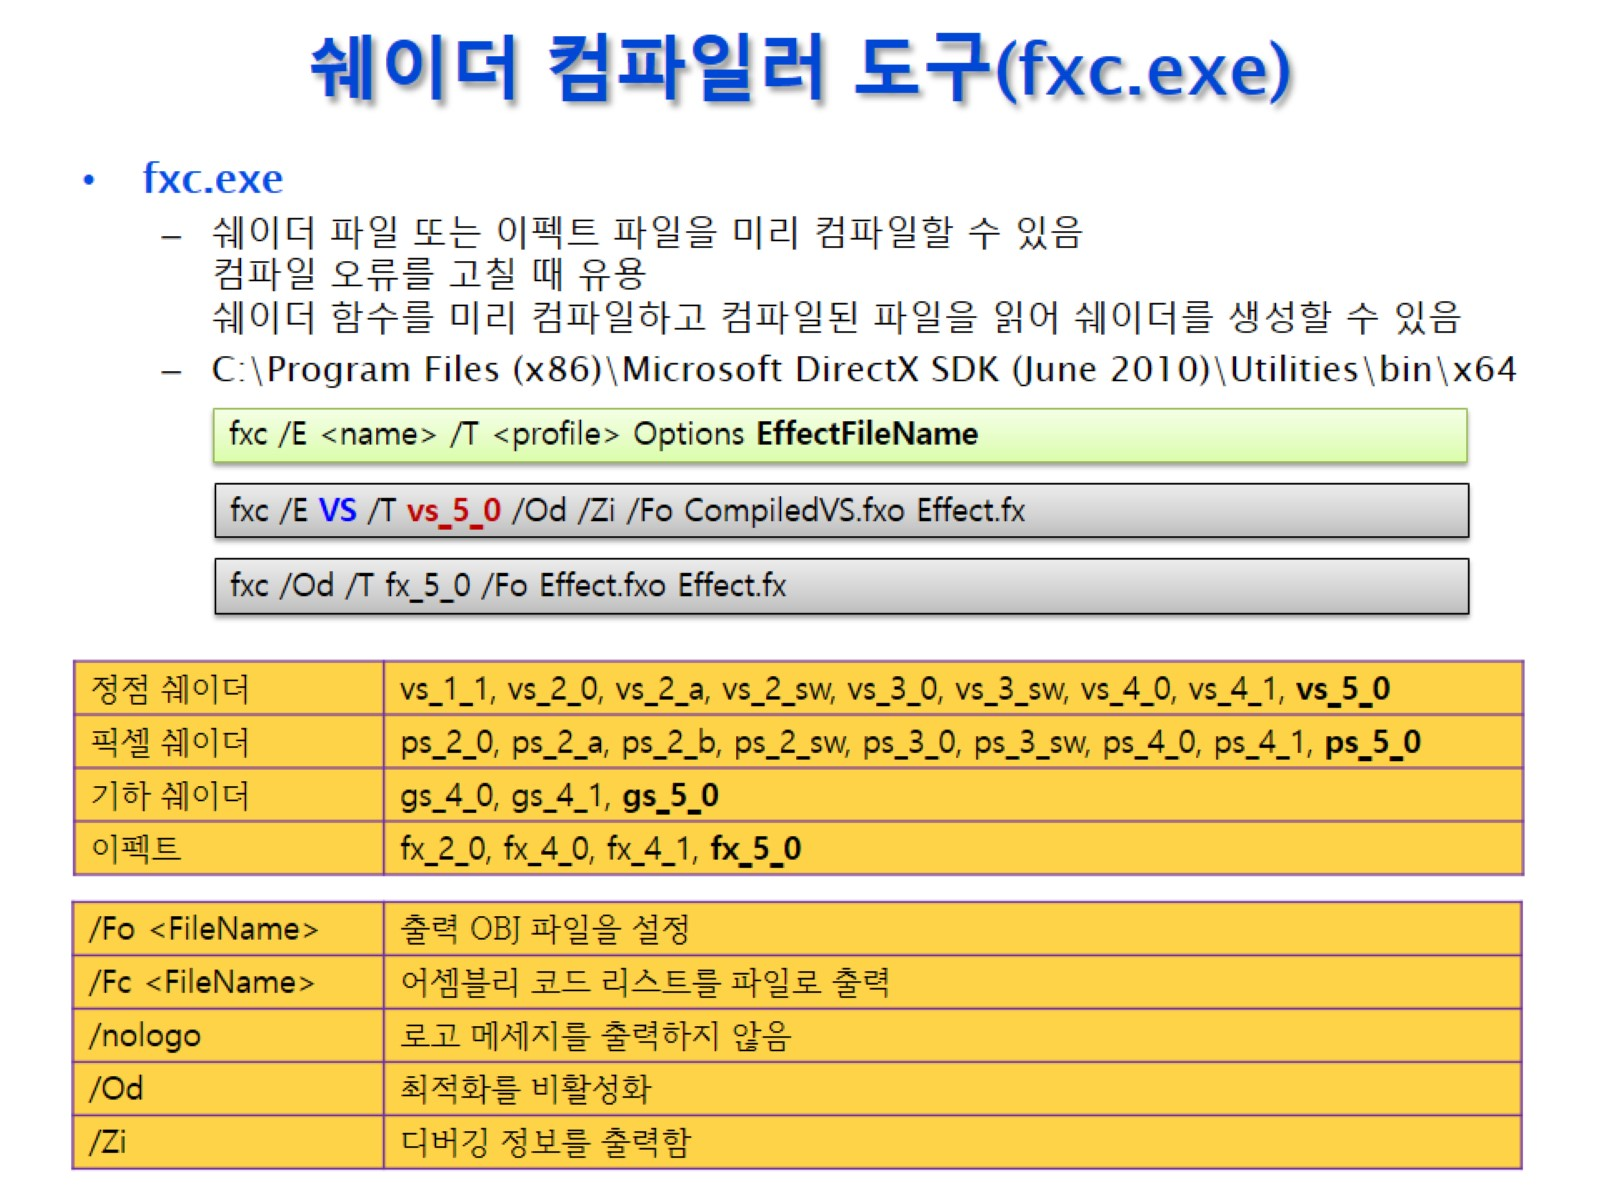 쉐이더 컴파일러 도구(fxc.exe)
• fxc.exe
– 쉐이더 파일 또는 이펙트 파일을 미리 컴파일할 수 있음
컴파일 오류를 고칠 때 유용
쉐이더 함수를 미리 컴파일하고 컴파일된 파일을 읽어 쉐이더를 생성할 수 있음
– C:\Program Files (x86)\Microsoft DirectX SDK (June 2010)\Utilities\bin\x64
fxc /E <name> /T <profile> Options EffectFileName
fxc /E VS /T vs_5_0 /Od /Zi /Fo CompiledVS.fxo Effect.fx
fxc /Od /T fx_5_0 /Fo Effect.fxo Effect.fx
정점 쉐이더 vs_1_1, vs_2_0, vs_2_a, vs_2_sw, vs_3_0, vs_3_sw, vs_4_0, vs_4_1, vs_5_0
픽셀 쉐이더 ps_2_0, ps_2_a, ps_2_b, ps_2_sw, ps_3_0, ps_3_sw, ps_4_0, ps_4_1, ps_5_0
기하 쉐이더 gs_4_0, gs_4_1, gs_5_0
이펙트 fx_2_0, fx_4_0, fx_4_1, fx_5_0
/Fo <FileName> 출력 OBJ 파일을 설정
/Fc <FileName> 어셈블리 코드 리스트를 파일로 출력
/nologo 로고 메세지를 출력하지 않음
/Od 최적화를 비활성화
/Zi 디버깅 정보를 출력함